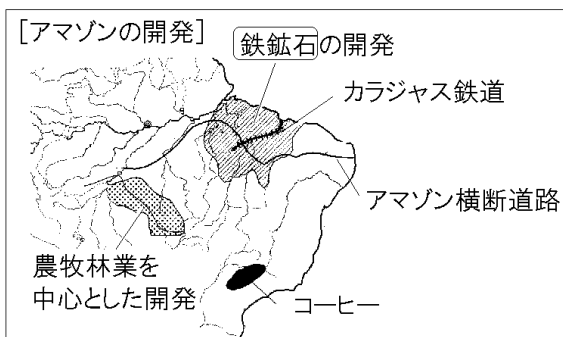 ［アマゾンの開発］
鉄鉱石の開発
カラジャス鉄道
アマゾン横断道路
農牧林業を
中心とした開発
コーヒー